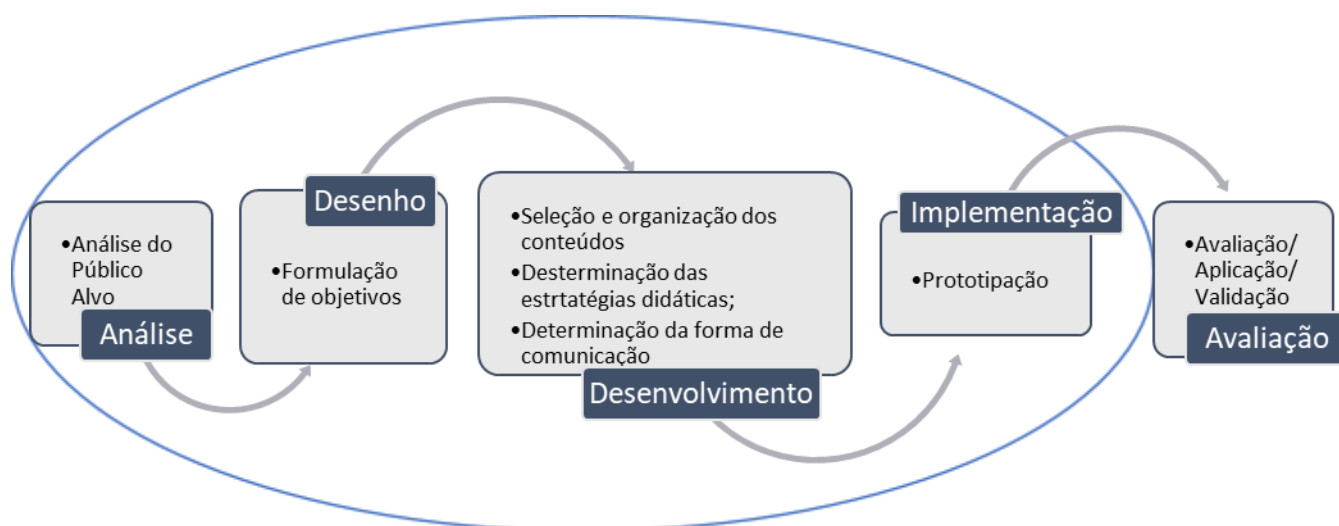 •Análise do
Público
Alvo
Análise
Desenho
•Formulação
de objetivos
•Seleção e organização dos
conteúdos
•Desterminação das
estrtatégias didáticas;
•Determinação da forma de
comunicação
Desenvolvimento
Implementação
•Prototipação
•Avaliação/
Aplicação/
Validação
Avaliação